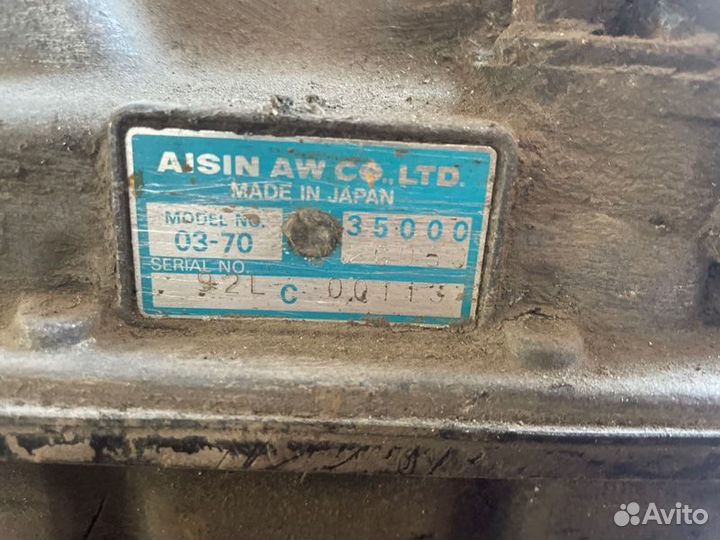 AISIN AW CO., LTD.
MADE IN JAPAN
MODEL NO.
03-70
35000
SERIAL NO.
92L C 00113
Avito